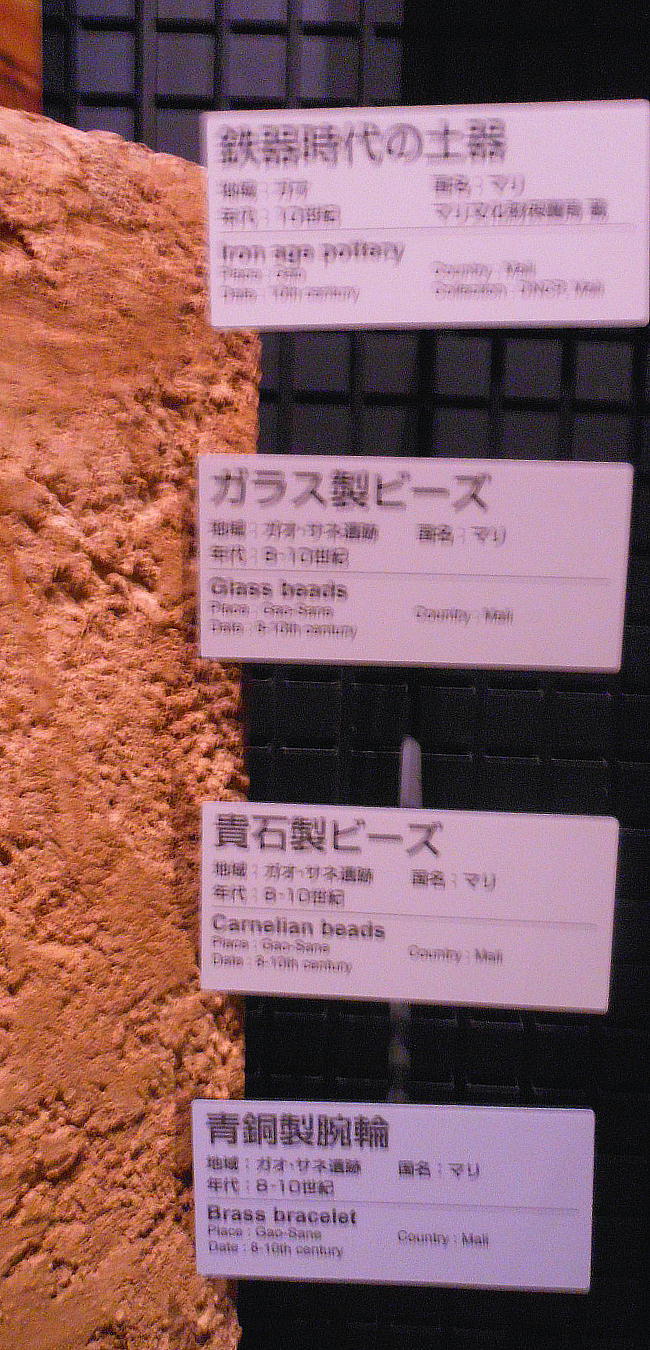 鉄器時代の土器
地域：ガオ 国名：マリ
年代：10世紀 マリ文化財保護局 蔵
Iron age pottery
Place : Gao Country : Mali
Date : 10th century Collection : DNCP, Mali
ガラス製ビーズ
地域：ガオ・サネ遺跡 国名：マリ
年代：8-10世紀
Glass beads
Place : Gao-Sane Country : Mali
Date : 8-10th century
貴石製ビーズ
地域：ガオ・サネ遺跡 国名：マリ
年代：8-10世紀
Carnelian beads
Place : Gao-Sane Country : Mali
Date : 8-10th century
青銅製腕輪
地域：ガオ・サネ遺跡 国名：マリ
年代：8-10世紀
Brass bracelet
Place : Gao-Sane Country : Mali
Date : 8-10th century